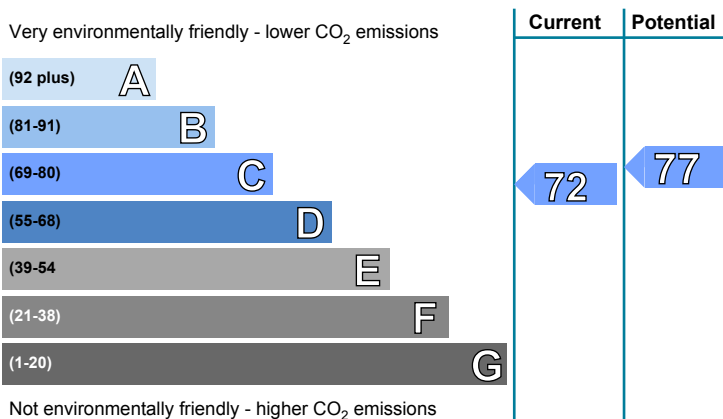 Very environmentally friendly - lower CO₂ emissions
Current
Potential
(92 plus) A
(81-91) B
(69-80) C
(55-68) D
(39-54 E
(21-38) F
(1-20) G
72
77
Not environmentally friendly - higher CO₂ emissions